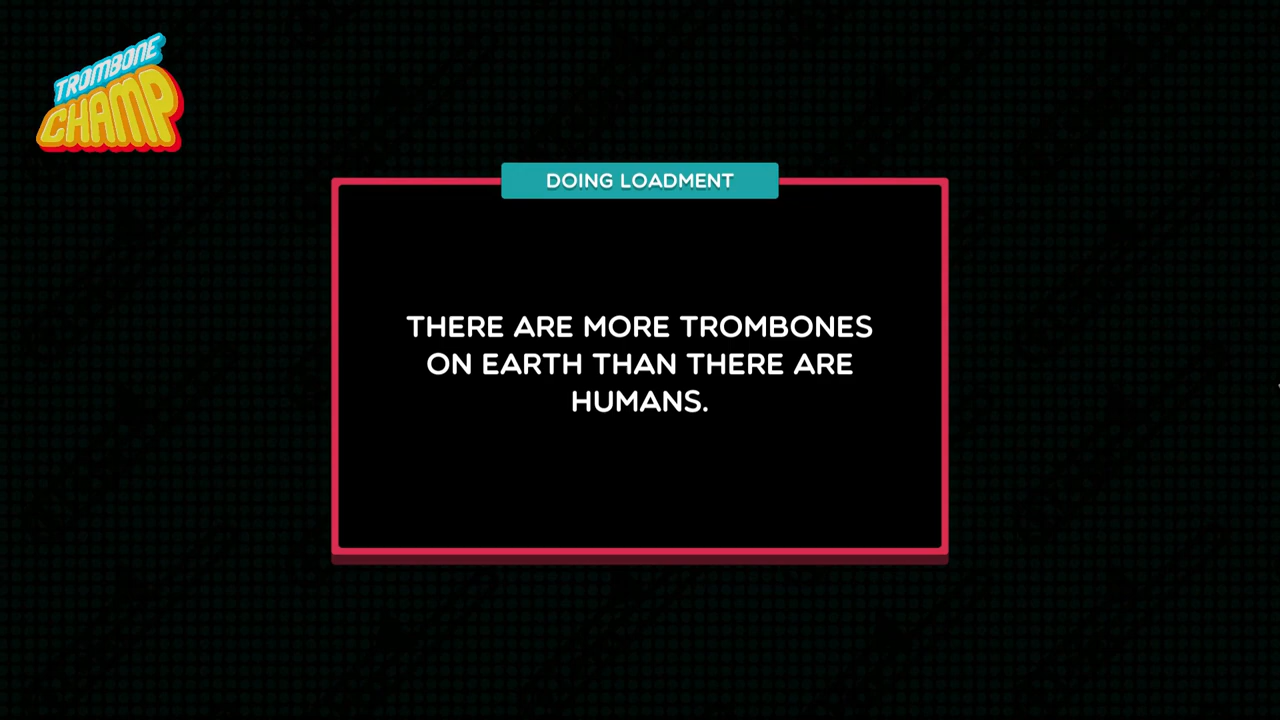 TROMBONE
CHAMP
DOING LOADMENT
THERE ARE MORE TROMBONES
ON EARTH THAN THERE ARE
HUMANS.